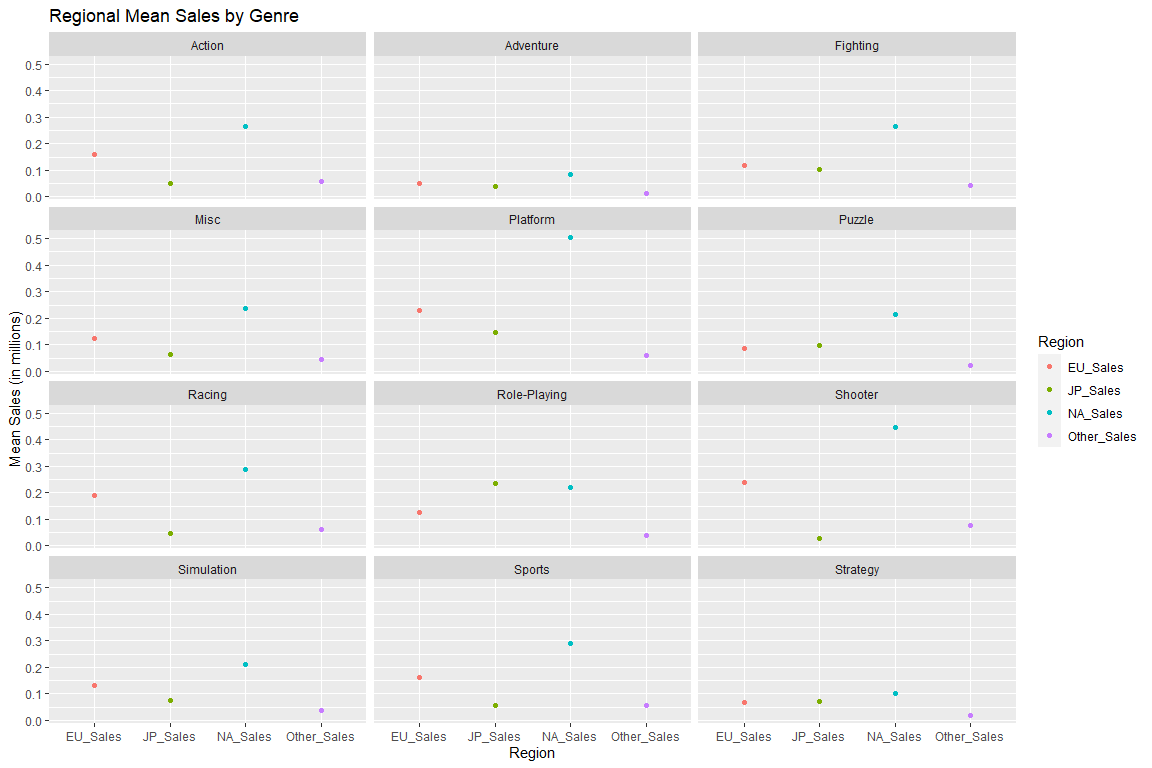 Regional Mean Sales by Genre
Action Adventure Fighting
0.5
0.4
0.3
0.2
0.1
0.0
Misc Platform Puzzle
0.5
0.4
0.3
0.2
0.1
0.0
Racing Role-Playing Shooter
0.5
0.4
0.3
0.2
0.1
0.0
Simulation Sports Strategy
0.5
0.4
0.3
0.2
0.1
0.0
EU_Sales JP_Sales NA_Sales Other_Sales EU_Sales JP_Sales NA_Sales Other_Sales EU_Sales JP_Sales NA_Sales Other_Sales
Region
Mean Sales (in millions)
Region
EU_Sales
JP_Sales
NA_Sales
Other_Sales